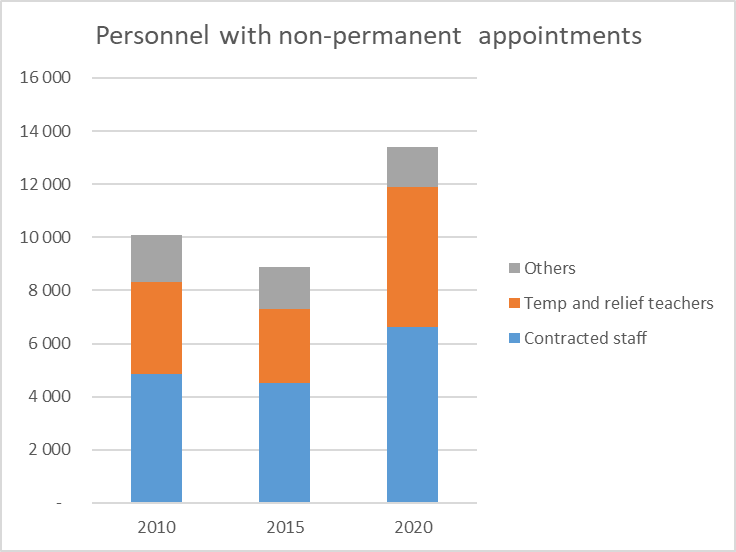 Personnel with non-permanent appointments
16 000
14 000
12 000
10 000
8 000
6 000
4 000
2 000
-
2010 2015 2020
Others
Temp and relief teachers
Contracted staff